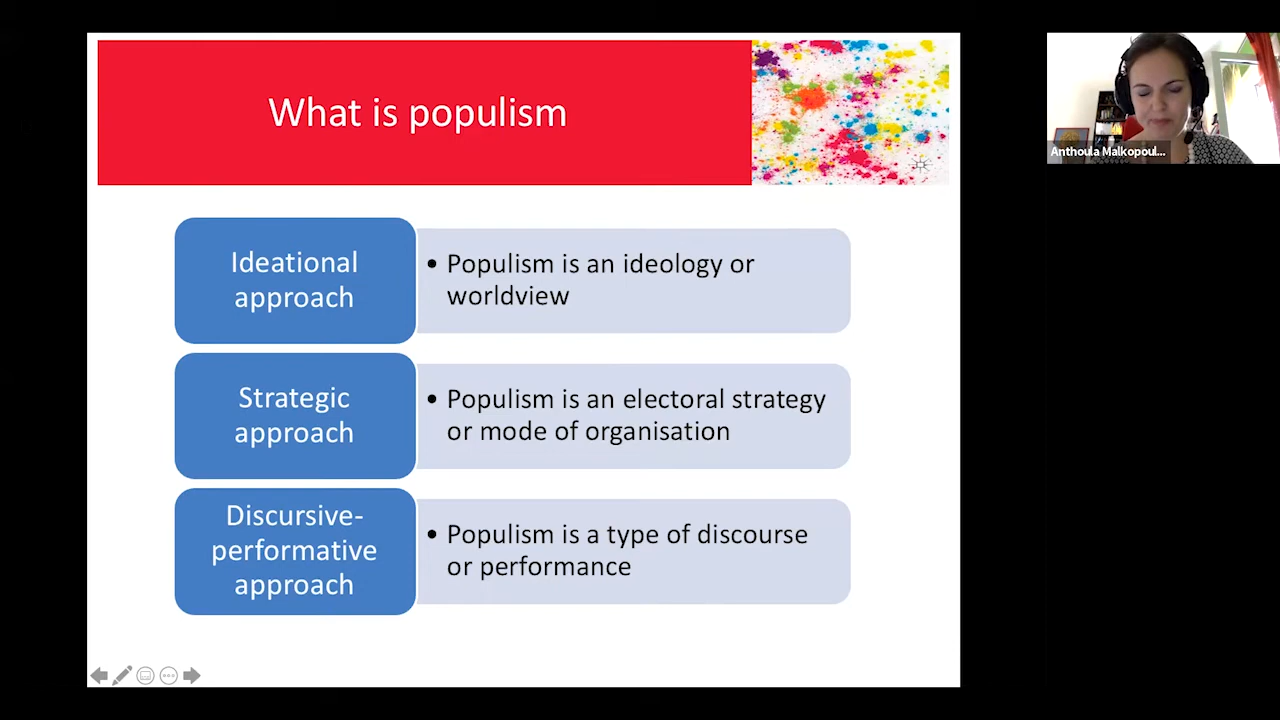 What is populism
Ideational
approach
• Populism is an ideology or
worldview
Strategic
approach
• Populism is an electoral strategy
or mode of organisation
Discursive-
performative
approach
• Populism is a type of discourse
or performance
Anthoula Malkopoul...